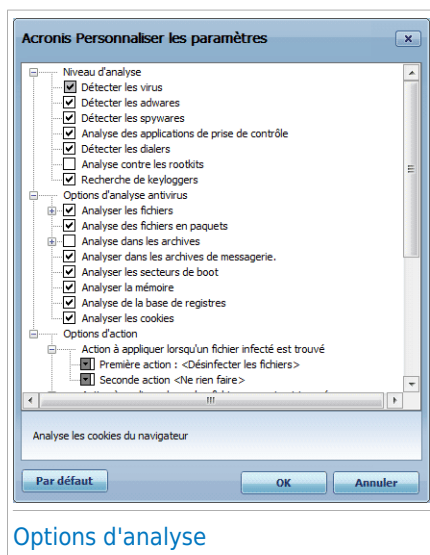 Acronis Personnaliser les paramètres
Niveau d'analyse
Détecter les virus
Détecter les adwares
Détecter les spywares
Analyse des applications de prise de contrôle
Détecter les dialers
Analyse contre les rootkits
Recherche de keyloggers
Options d'analyse antivirus
Analyser les fichiers
Analyse des fichiers en paquets
Analyse dans les archives
Analyser dans les archives de messagerie.
Analyser les secteurs de boot
Analyser la mémoire
Analyse de la base de registres
Analyser les cookies
Options d'action
Action à appliquer lorsqu'un fichier infecté est trouvé
Première action : <Désinfecter les fichiers>
Seconde action <Ne rien faire>
Analyse les cookies du navigateur
Par défaut
OK
Annuler
Options d'analyse